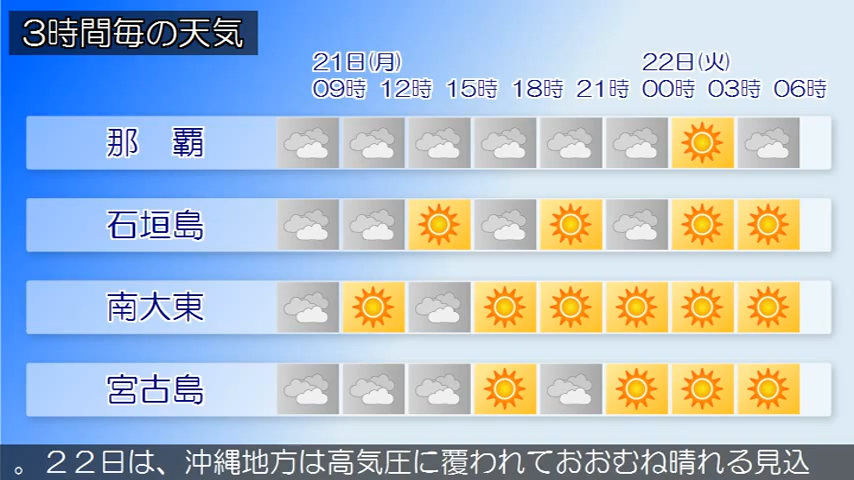 3時間毎の天気
21日(月) 22日(火)
09時 12時 15時 18時 21時 00時 03時 06時
那　覇
石垣島
南大東
宮古島
。２２日は、沖縄地方は高気圧に覆われておおむね晴れる見込